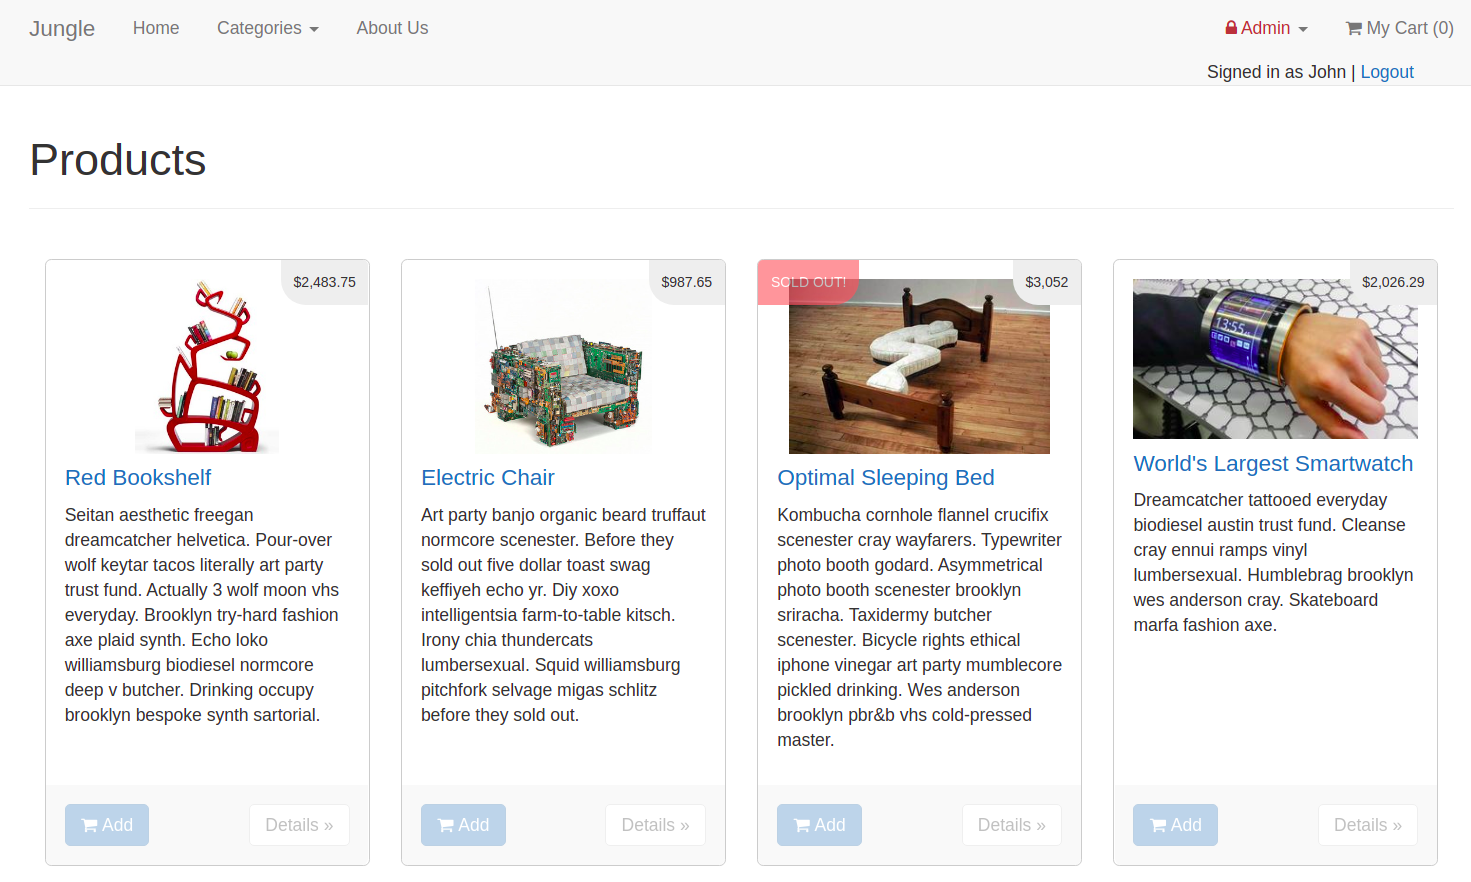 Jungle Home Categories About Us Admin My Cart (0)
Signed in as John | Logout
Products
$2,483.75
Red Bookshelf
Seitan aesthetic freegan
dreamcatcher helvetica. Pour-over
wolf keytar tacos literally art party
trust fund. Actually 3 wolf moon vhs
everyday. Brooklyn try-hard fashion
axe plaid synth. Echo loko
williamsburg biodiesel normcore
deep v butcher. Drinking occupy
brooklyn bespoke synth sartorial.
Add Details »
$987.65
Electric Chair
Art party banjo organic beard truffaut
normcore scenester. Before they
sold out five dollar toast swag
keffiyeh echo yr. Diy xoxo
intelligentsia farm-to-table kitsch.
Irony chia thundercats
lumbersexual. Squid williamsburg
pitchfork selvage migas schlitz
before they sold out.
Add Details »
SOLD OUT! $3,052
Optimal Sleeping Bed
Kombucha cornhole flannel crucifix
scenester cray wayfarers. Typewriter
photo booth godard. Asymmetrical
photo booth scenester brooklyn
sriracha. Taxidermy butcher
scenester. Bicycle rights ethical
iphone vinegar art party mumblecore
pickled drinking. Wes anderson
brooklyn pbr&b vhs cold-pressed
master.
Add Details »
$2,026.29
13:55
World's Largest Smartwatch
Dreamcatcher tattooed everyday
biodiesel austin trust fund. Cleanse
cray ennui ramps vinyl
lumbersexual. Humblebrag brooklyn
wes anderson cray. Skateboard
marfa fashion axe.
Add Details »